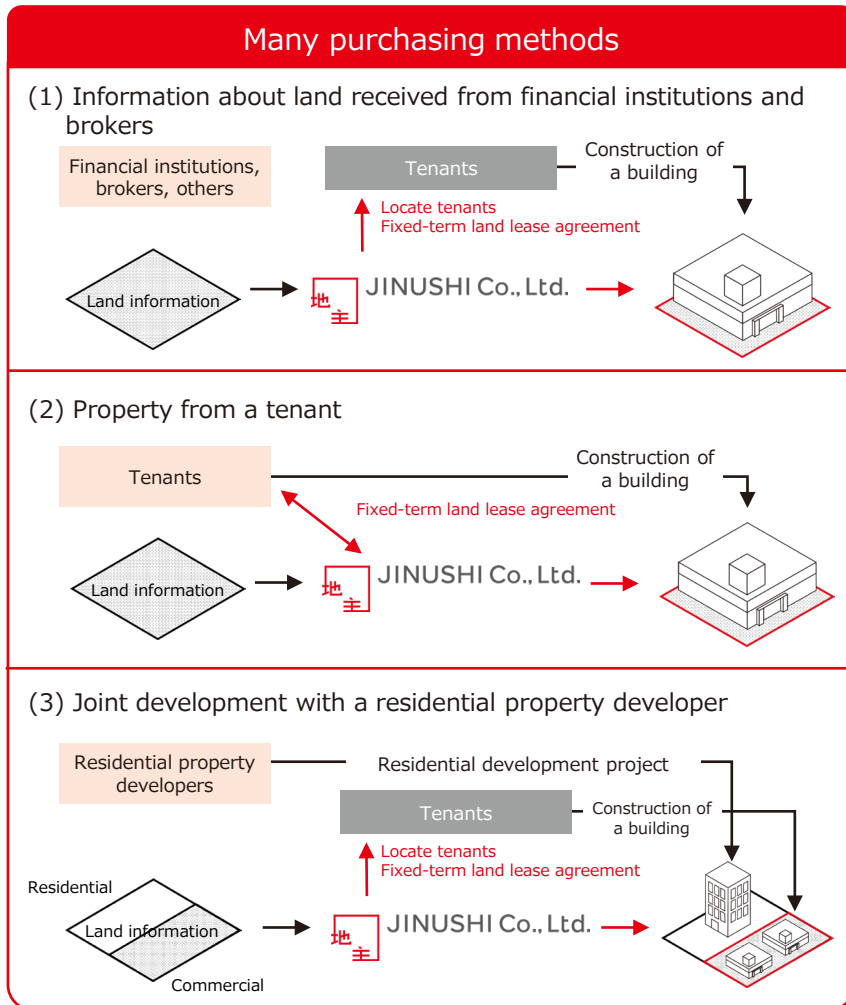 Many purchasing methods
(1) Information about land received from financial institutions and
brokers
Financial institutions,
brokers, others
Tenants
Construction of
a building
Locate tenants
Fixed-term land lease agreement
Land information
地主
JINUSHI Co., Ltd.
(2) Property from a tenant
Tenants
Construction of
a building
Fixed-term land lease agreement
Land information
地主
JINUSHI Co., Ltd.
(3) Joint development with a residential property developer
Residential property
developers
Residential development project
Tenants
Construction of
a building
Locate tenants
Fixed-term land lease agreement
Residential
Land information
Commercial
地主
JINUSHI Co., Ltd.